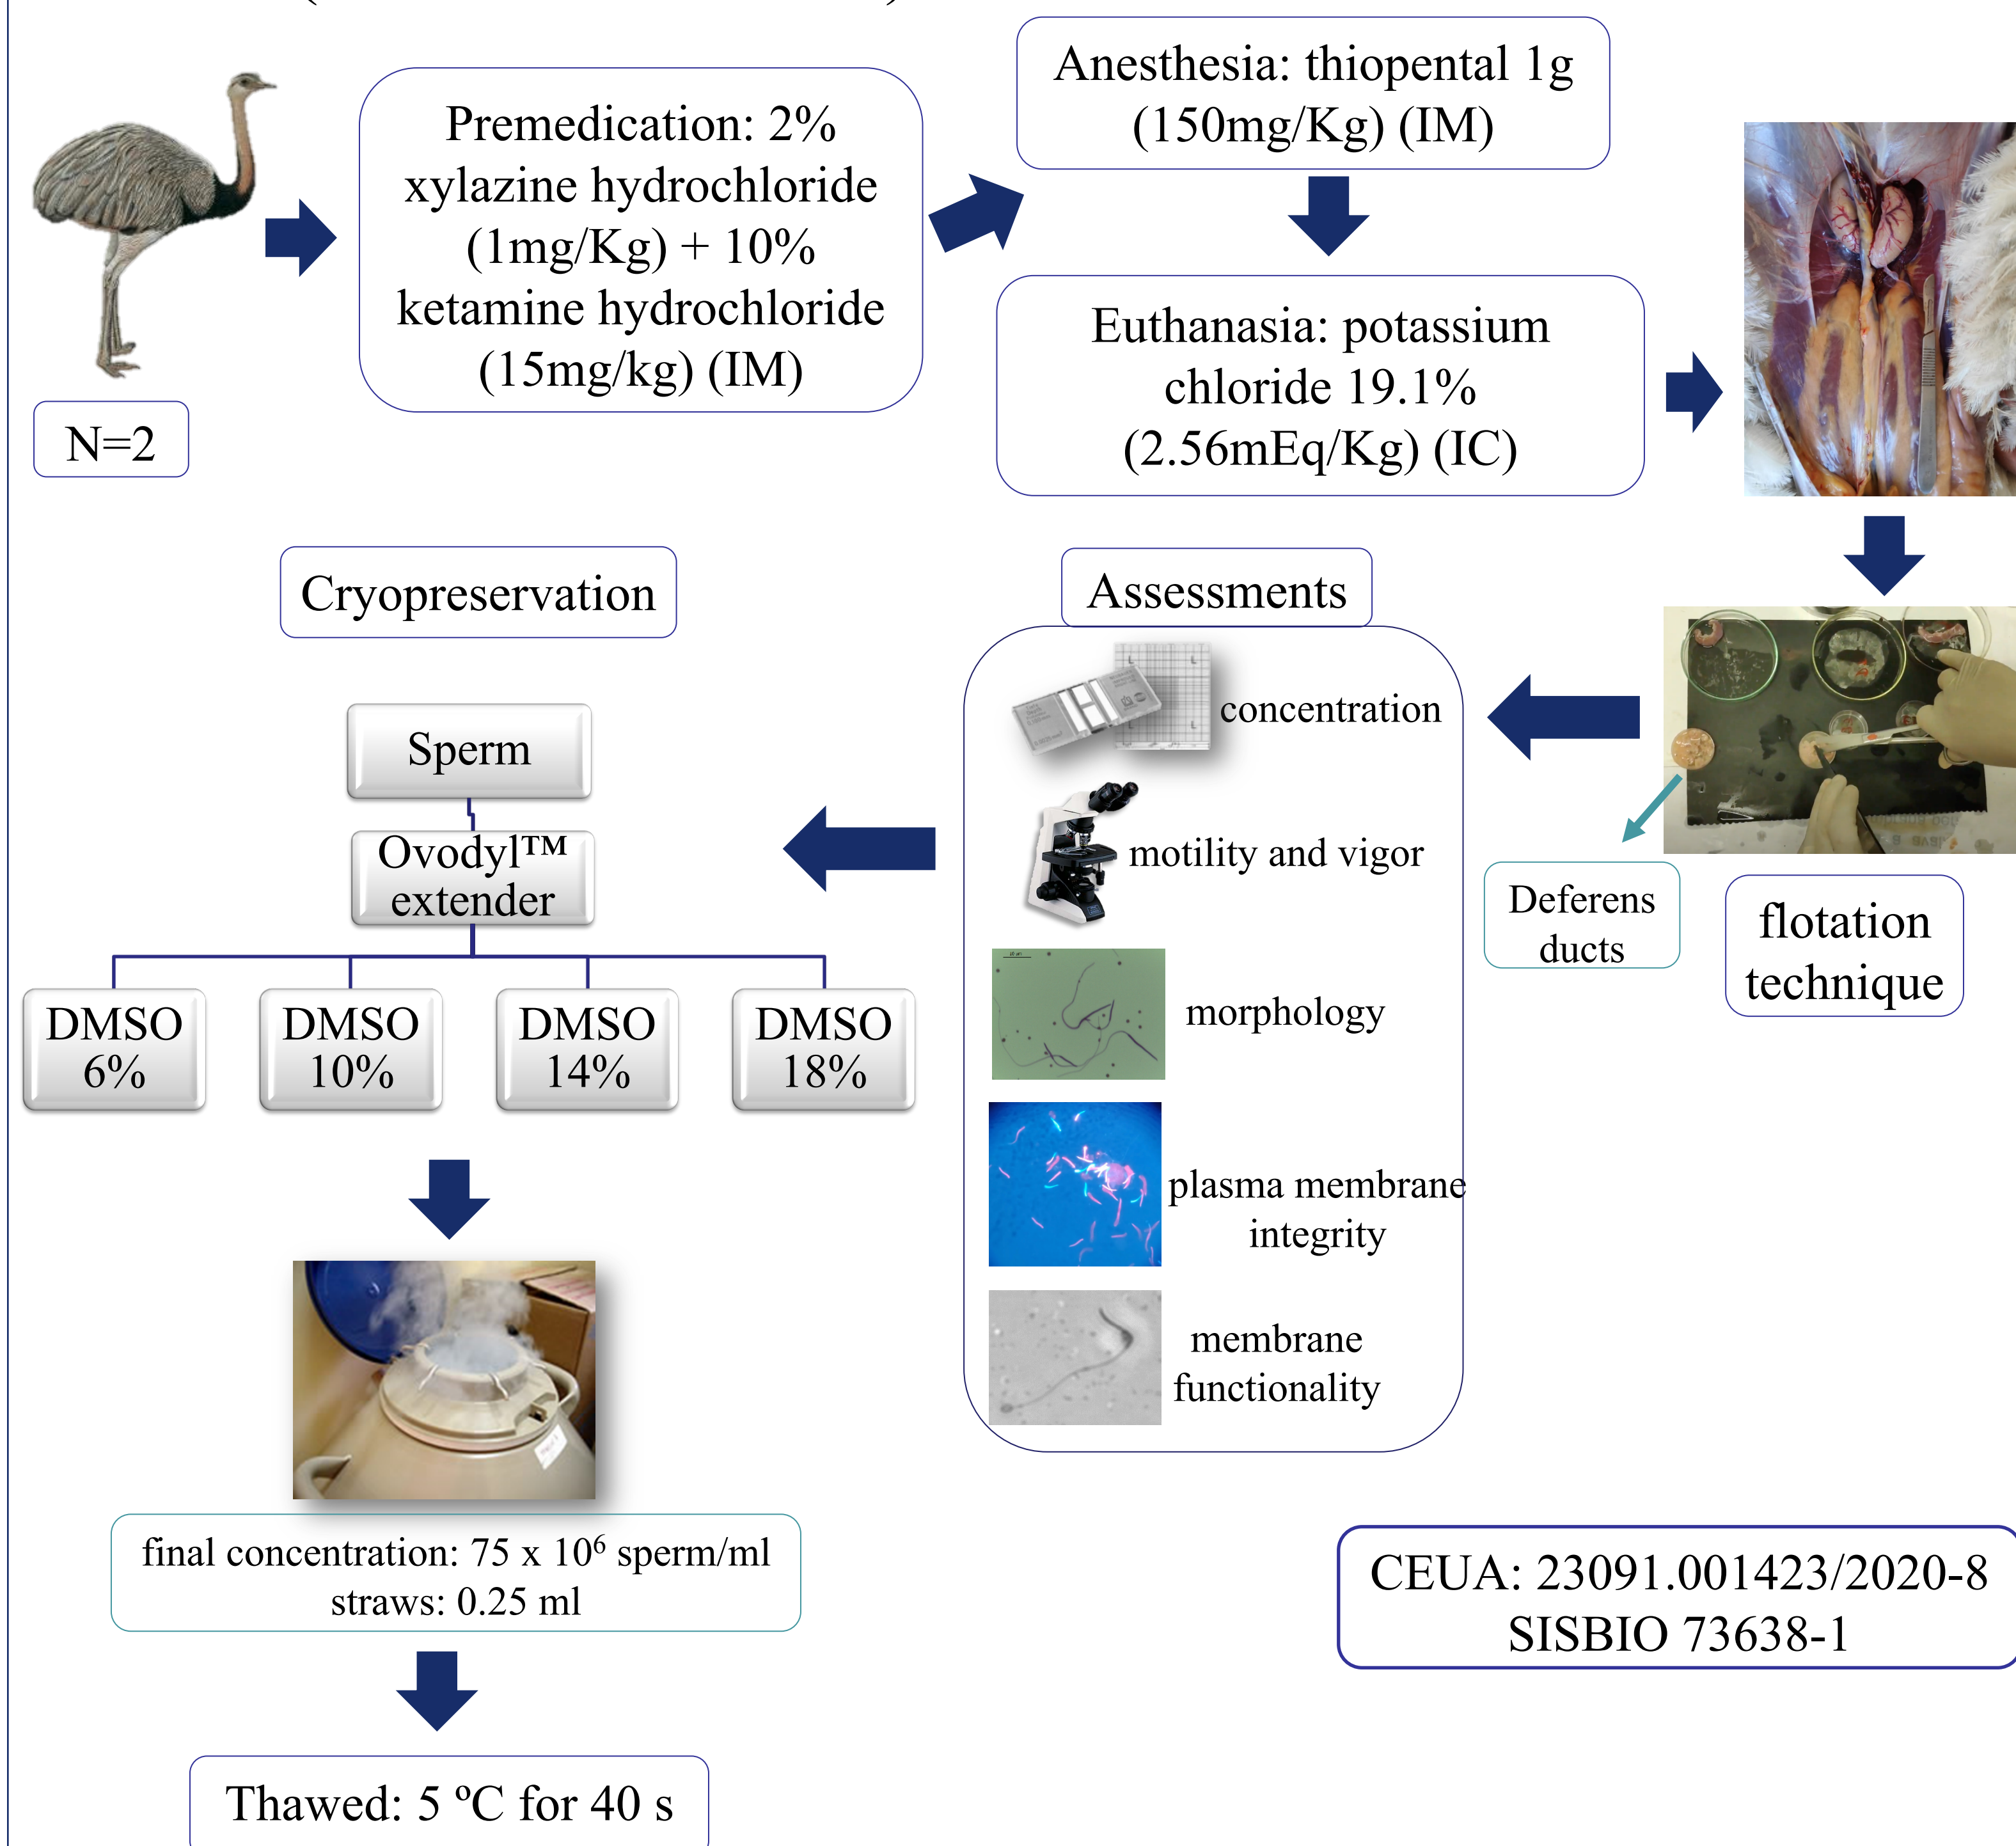 Premedication: 2%
xylazine hydrochloride
(1mg/Kg) + 10%
ketamine hydrochloride
(15mg/kg) (IM)
N=2
Anesthesia: thiopental 1g
(150mg/Kg) (IM)
Euthanasia: potassium
chloride 19.1%
(2.56mEq/Kg) (IC)
flotation
technique
Deferens
ducts
Assessments
concentration
motility and vigor
morphology
plasma membrane
integrity
membrane
functionality
Cryopreservation
Sperm
Ovodyl™
extender
DMSO
6%
DMSO
10%
DMSO
14%
DMSO
18%
final concentration: 75 x 10⁶ sperm/ml
straws: 0.25 ml
Thawed: 5 ºC for 40 s
CEUA: 23091.001423/2020-8
SISBIO 73638-1